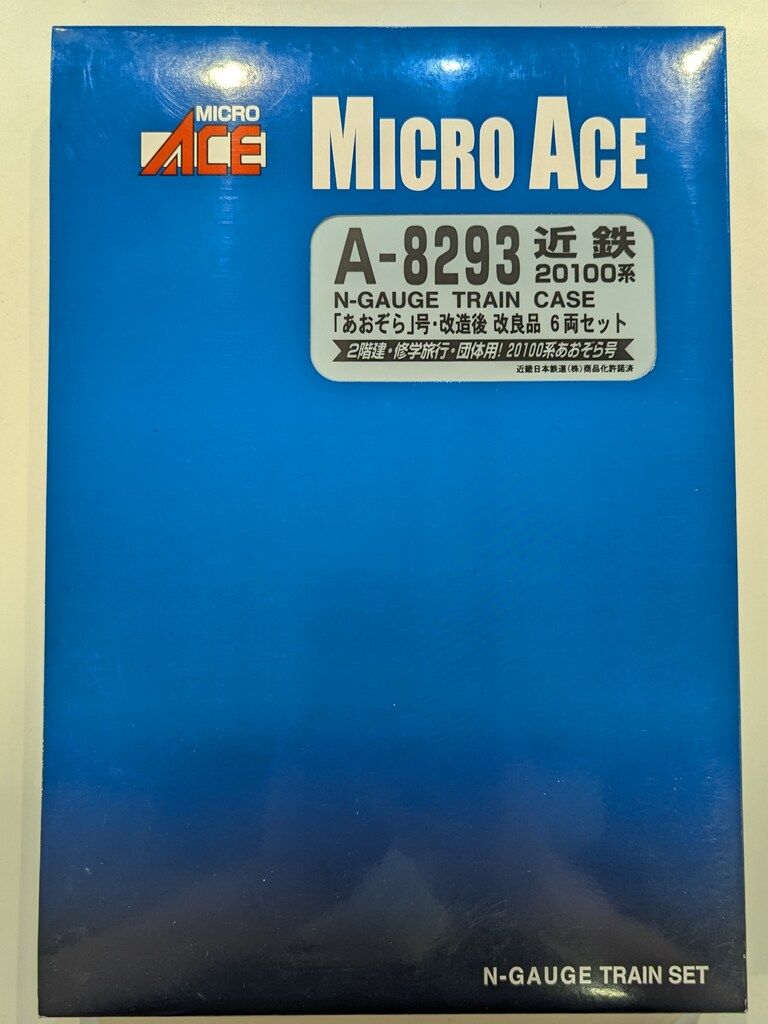 MICRO
ACE
MICRO ACE
A-8293 近鉄
20100系
N-GAUGE TRAIN CASE
「あおぞら」号・改造後 改良品 6両セット
2階建・修学旅行・団体用! 20100系あおぞら号
近畿日本鉄道(株)商品化許諾済
N-GAUGE TRAIN SET